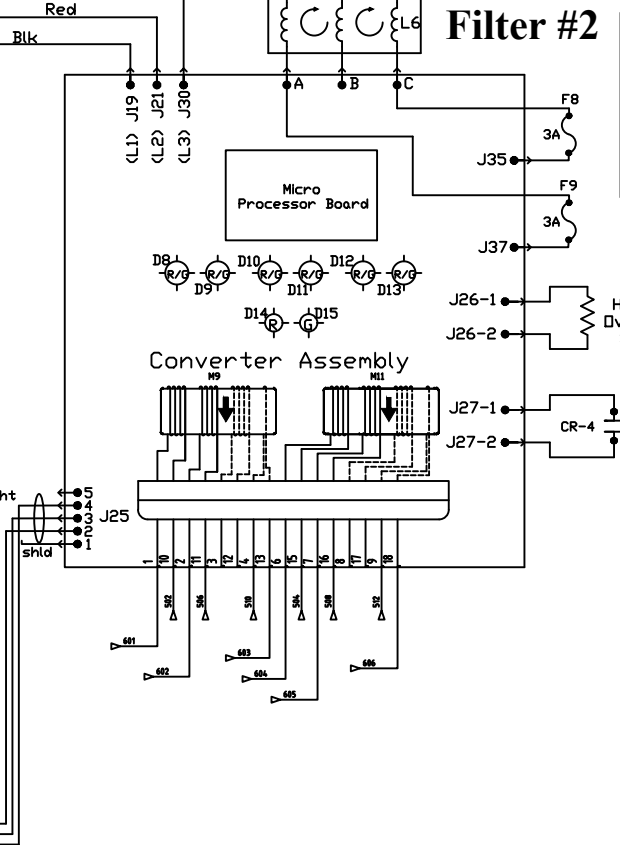 Red
Blk
L6
Filter #2
A
B
C
J19
J21
J30
(L1)
(L2)
(L3)
F8
3A
J35
Micro
Processor Board
F9
3A
J37
D8
R/G
D9
R/G
D10
R/G
D11
R/G
D12
R/G
D13
R/G
J26-1
J26-2
D14
R
D15
G
Converter Assembly
M9
M11
J27-1
J27-2
CR-4
5
4
3
2
1
J25
shld
1
10
2
11
3
12
4
13
6
15
7
16
8
17
9
18
502
506
510
504
508
512
601
602
603
604
605
606